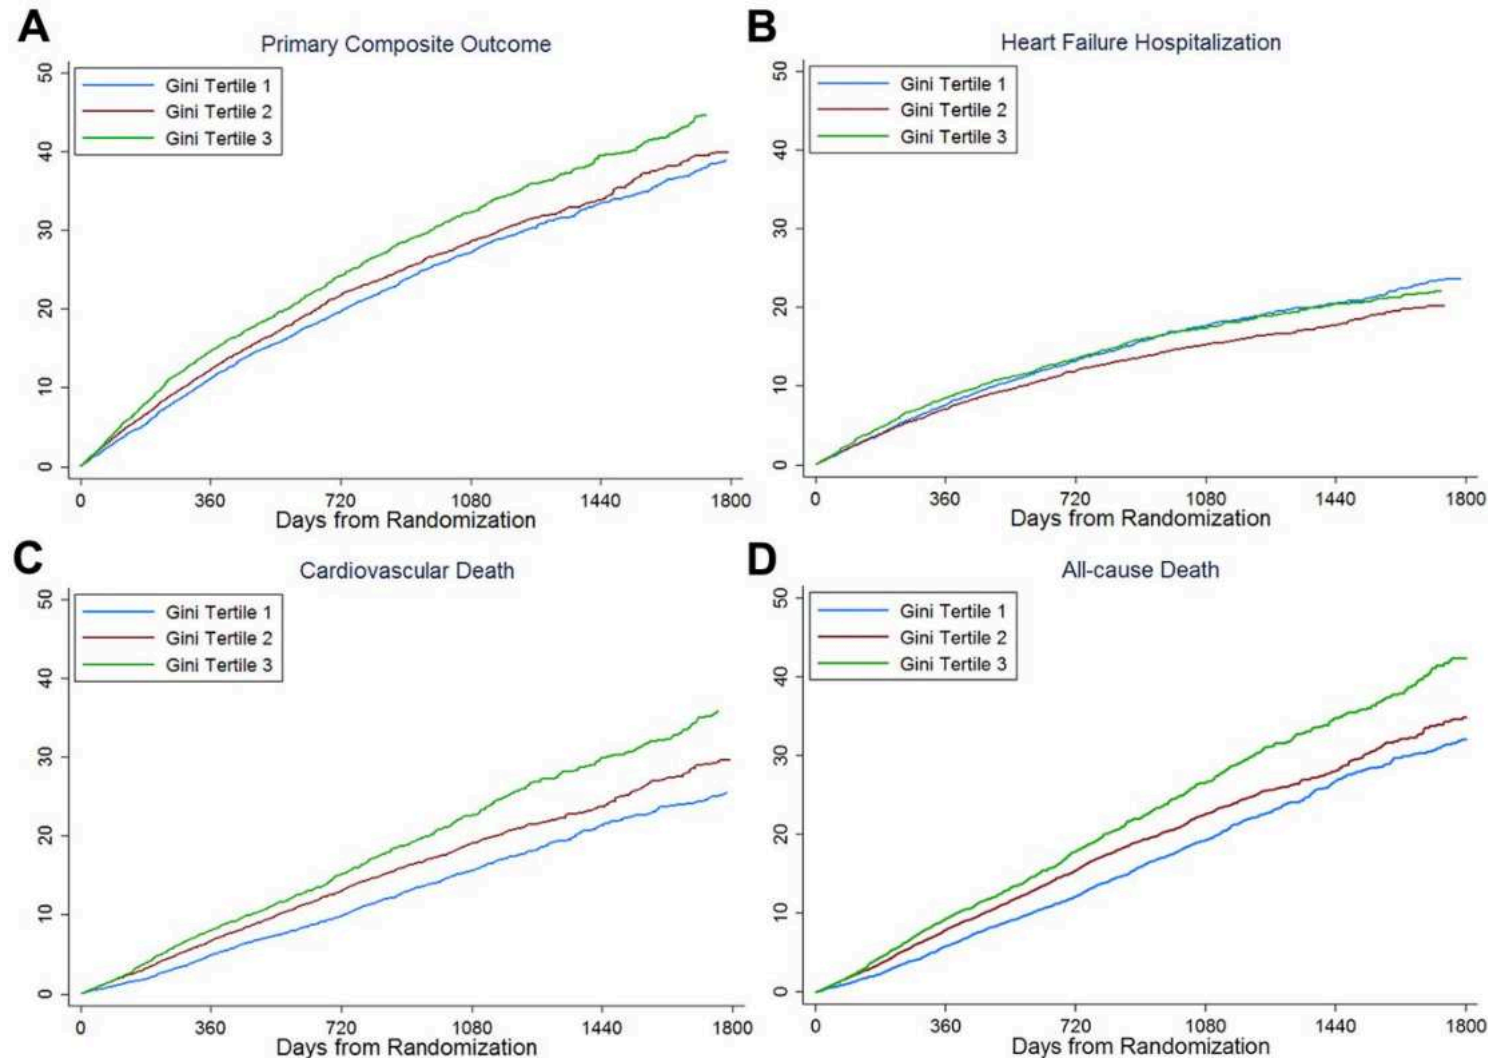 A
Primary Composite Outcome
Gini Tertile 1
Gini Tertile 2
Gini Tertile 3
50
40
30
20
10
0
0 360 720 1080 1440 1800
Days from Randomization
B
Heart Failure Hospitalization
Gini Tertile 1
Gini Tertile 2
Gini Tertile 3
50
40
30
20
10
0
0 360 720 1080 1440 1800
Days from Randomization
C
Cardiovascular Death
Gini Tertile 1
Gini Tertile 2
Gini Tertile 3
50
40
30
20
10
0
0 360 720 1080 1440 1800
Days from Randomization
D
All-cause Death
Gini Tertile 1
Gini Tertile 2
Gini Tertile 3
50
40
30
20
10
0
0 360 720 1080 1440 1800
Days from Randomization